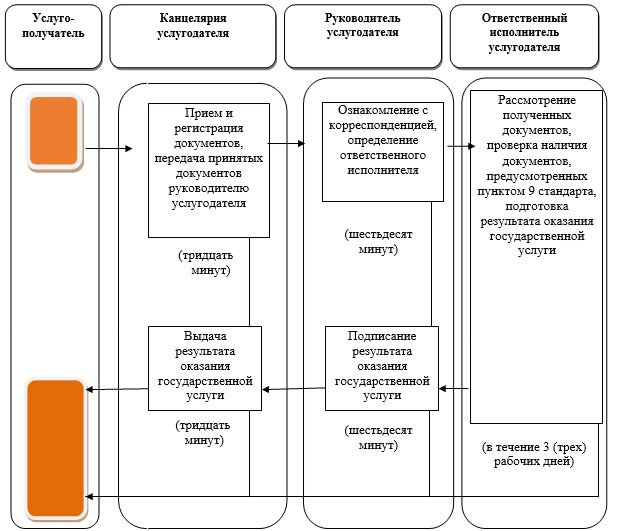 Услуго-
получатель
Канцелярия
услугодателя
Руководитель
услугодателя
Ответственный
исполнитель
услугодателя
Прием и
регистрация
документов,
передача принятых
документов
руководителю
услугодателя
(тридцать
минут)
Ознакомление с
корреспонденцией,
определение
ответственного
исполнителя
(шестьдесят
минут)
Рассмотрение
полученных
документов,
проверка наличия
документов,
предусмотренных
пунктом 9 стандарта,
подготовка
результата оказания
государственной
услуги
(в течение 3 (трех)
рабочих дней)
Подписание
результата
оказания
государственной
услуги
(шестьдесят
минут)
Выдача
результата
оказания
государственной
услуги
(тридцать
минут)